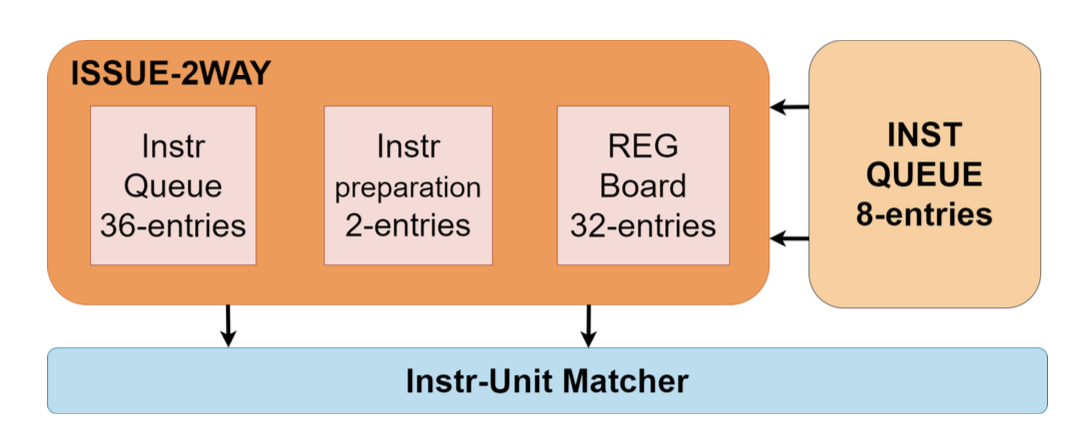 ISSUE-2WAY
Instr
Queue
36-entries
Instr
preparation
2-entries
REG
Board
32-entries
INST
QUEUE
8-entries
Instr-Unit Matcher